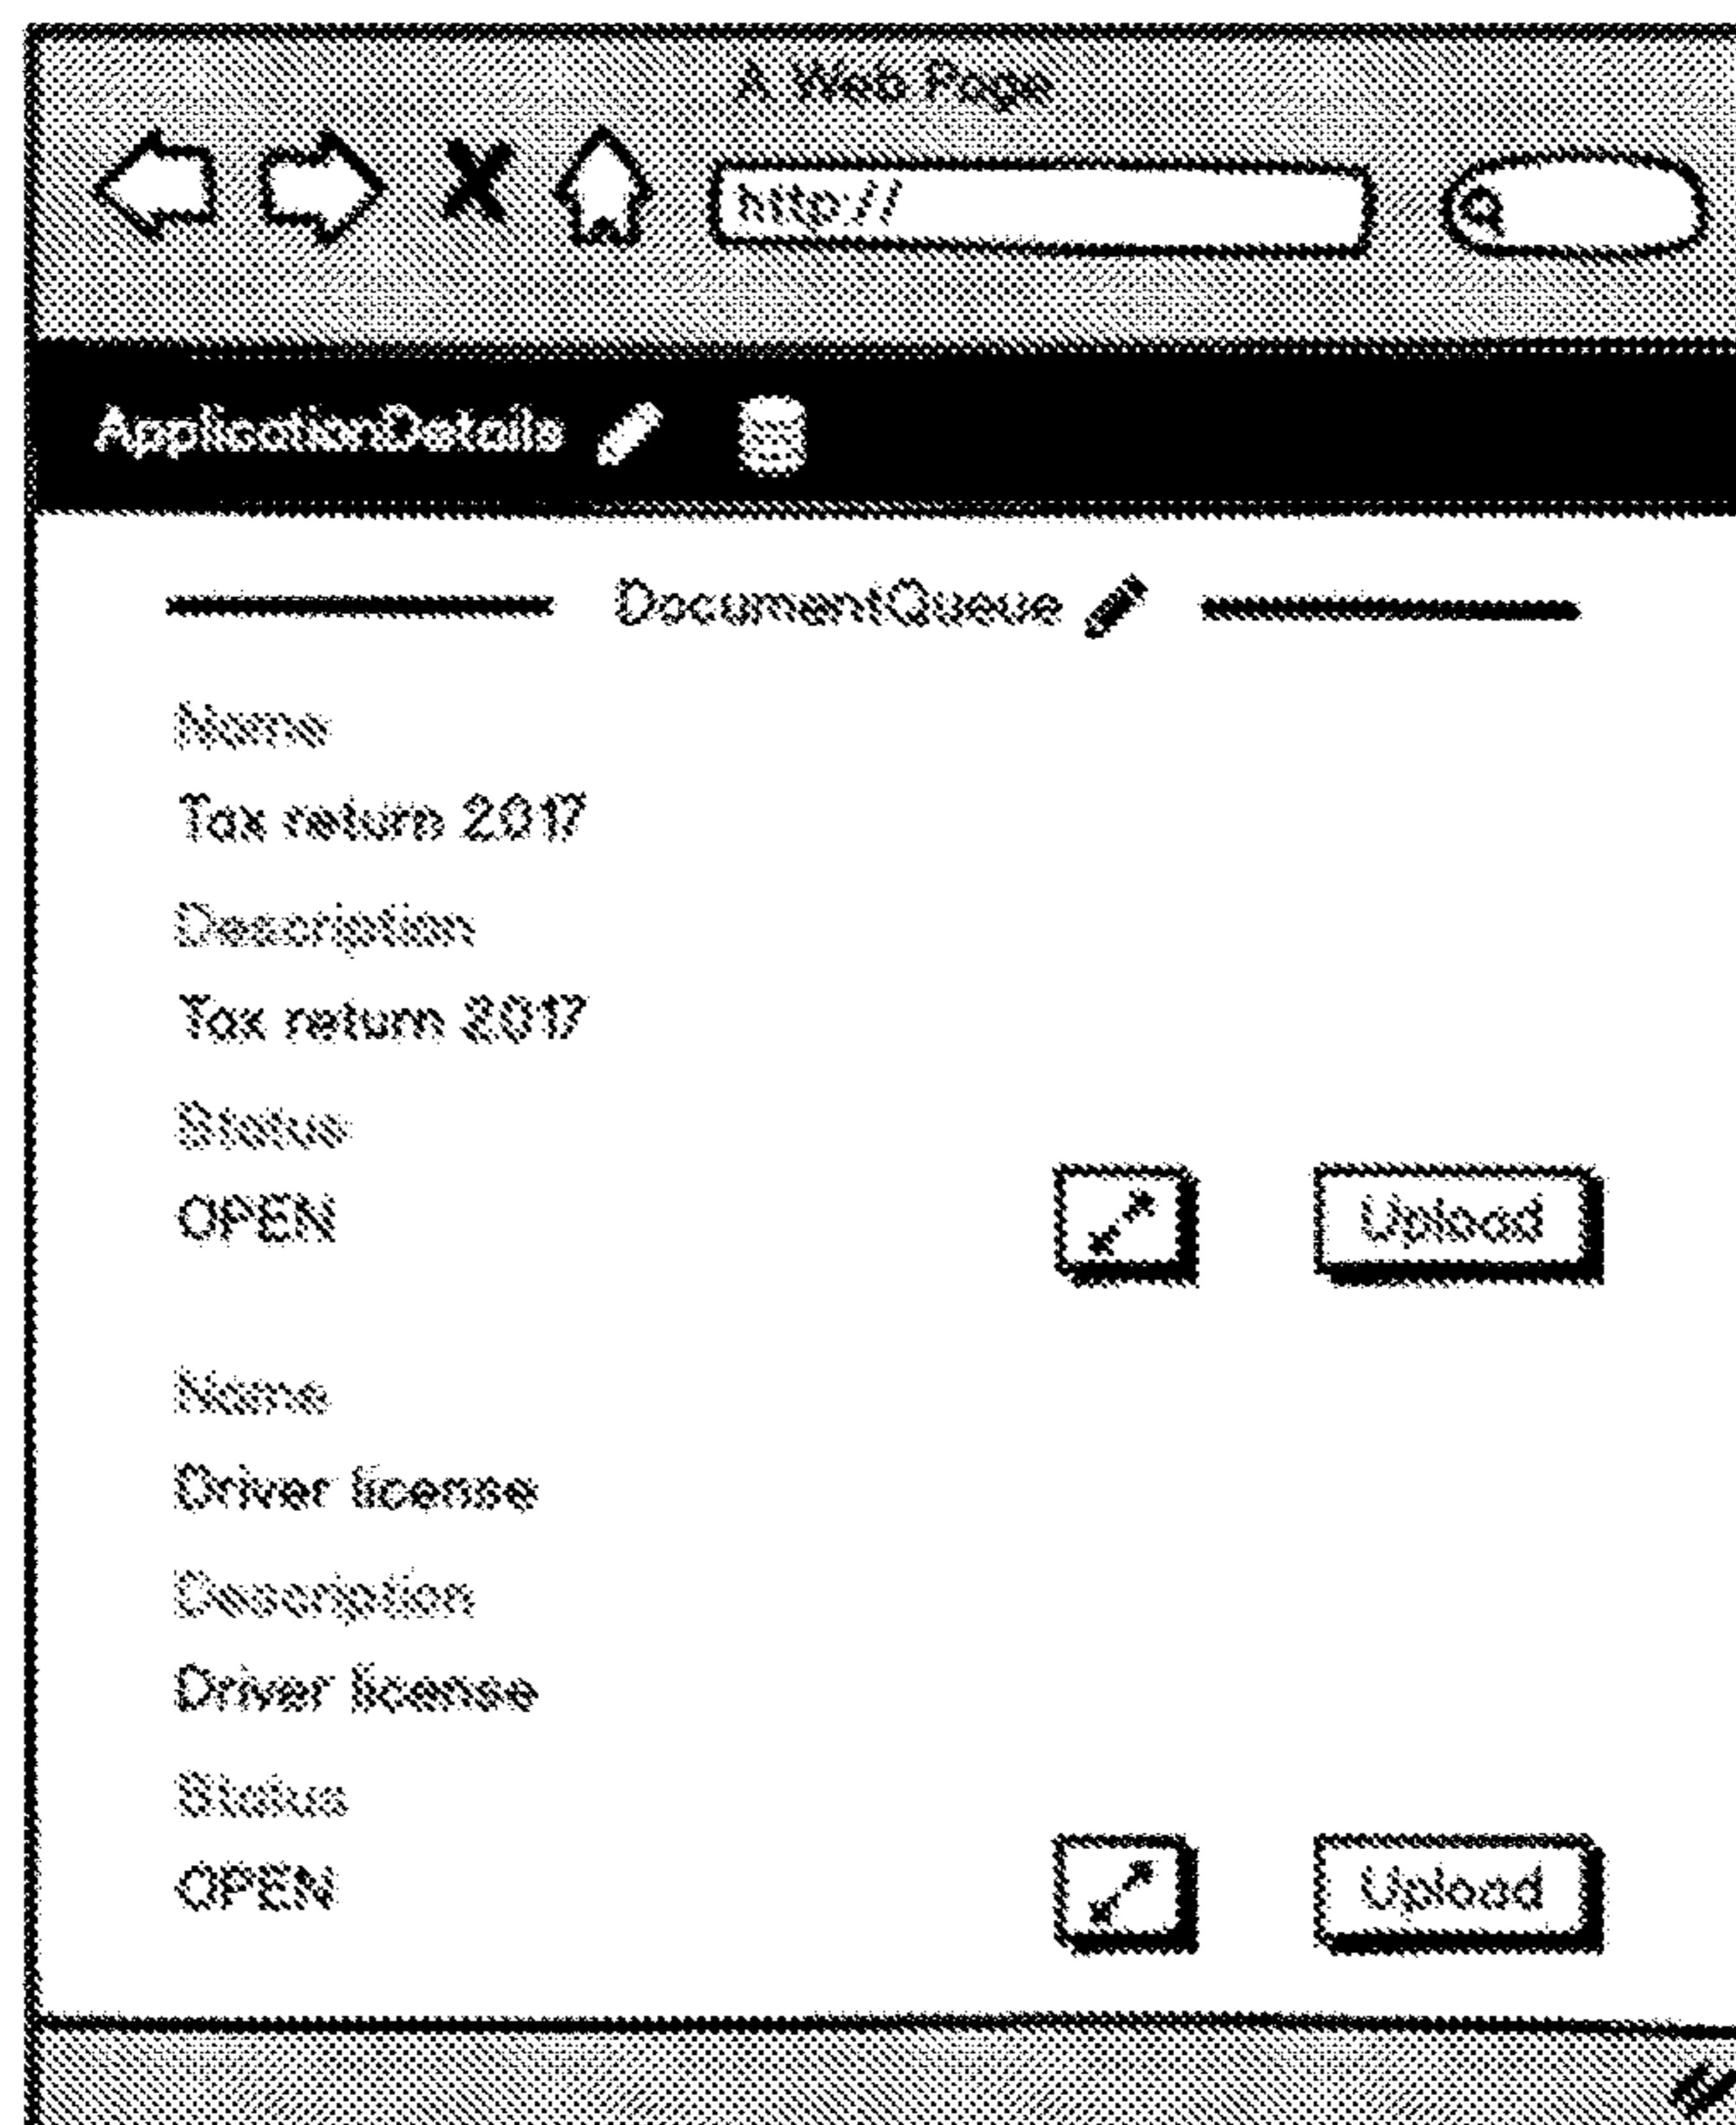 A Web Page
http://
ApplicationDetails
DocumentQueue
Name
Tax return 2017
Description
Tax return 2017
Status
OPEN
Upload
Name
Driver license
Description
Driver license
Status
OPEN
Upload